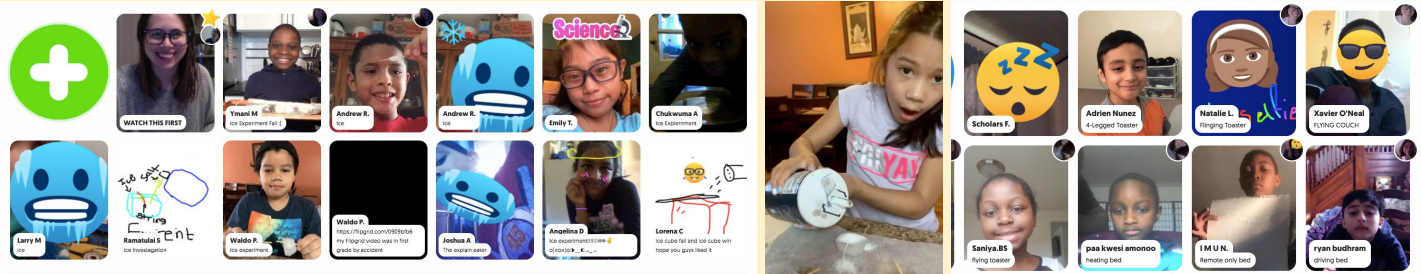 WATCH THIS FIRST
Ymani M
Ice Experiment Fail :(
Andrew R.
Ice
Andrew R.
Ice
Science
Emily T.
Chukwuma A
Ice Expiernment
Larry M
Ice
Ice
Salt
String
Ramatulai S
Ice Investagation
Waldo P.
Ice experiment
Waldo P.
https://flipgrid.com/0909bfb6
my Flipgrid video was in first
grade by accident
Joshua A
The explain eater
Angelina D
Ice experiment
Lorena C
ice cube fail and ice cube win
hope you guys liked it
YAY
Z Z Z
Scholars F.
Adrien Nunez
4-Legged Toaster
Natalie L.
Flinging Toaster
Xavier O'Neal
FLYING COUCH
Saniya.BS
flying toaster
paa kwesi amonoo
heating bed
I M U N.
Remote only bed
ryan budhram
driving bed